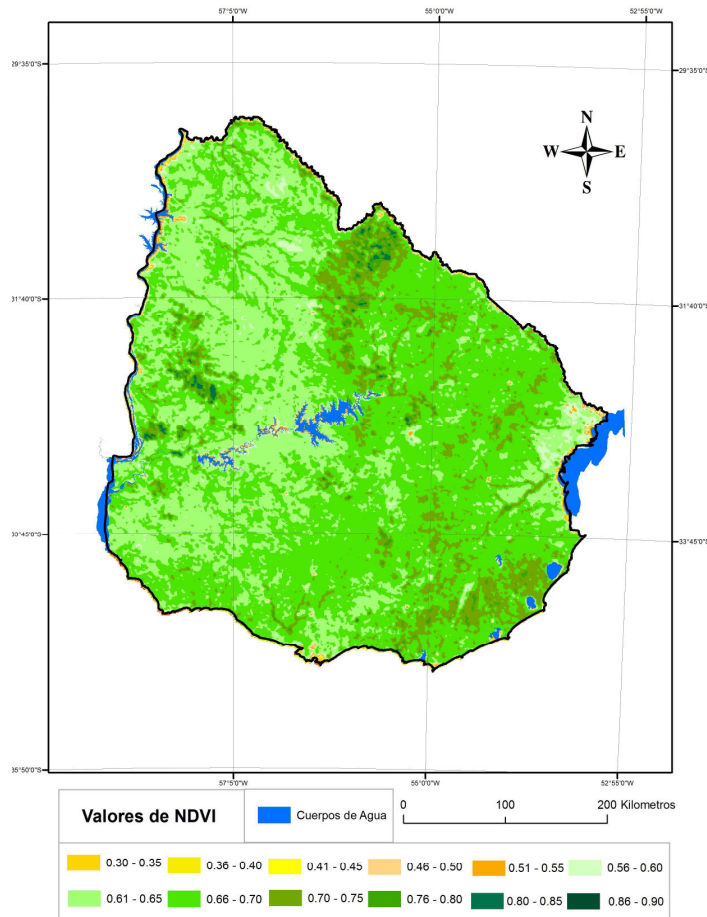 57°5'0"W 55°0'0"W 52°55'0"W
29°35'0"S 29°35'0"S
N
W E
S
31°40'0"S 31°40'0"S
10°45'0"S 33°45'0"S
35°50'0"S 35°50'0"S
57°5'0"W 55°0'0"W 52°55'0"W
Valores de NDVI Cuerpos de Agua 0 100 200 Kilometros
0.30 - 0.35 0.36 - 0.40 0.41 - 0.45 0.46 - 0.50 0.51 - 0.55 0.56 - 0.60
0.61 - 0.65 0.66 - 0.70 0.70 - 0.75 0.76 - 0.80 0.80 - 0.85 0.86 - 0.90